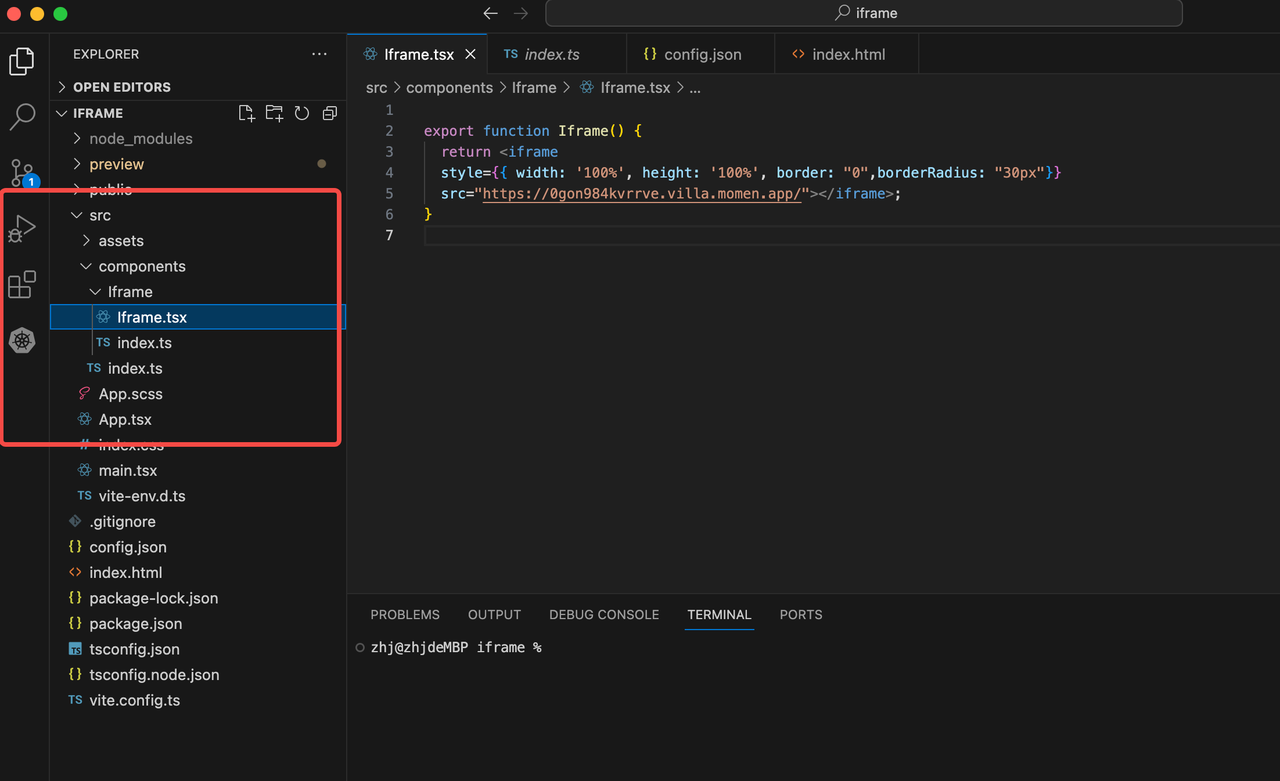 iframe
EXPLORER
OPEN EDITORS
IFRAME
node_modules
preview
public
src
assets
components
Iframe
Iframe.tsx
TS index.ts
TS index.ts
App.scss
App.tsx
# index.css
main.tsx
TS vite-env.d.ts
.gitignore
{} config.json
<> index.html
{} package-lock.json
{} package.json
TS tsconfig.json
{} tsconfig.node.json
TS vite.config.ts
1
Iframe.tsx
TS index.ts
{} config.json
<> index.html
src > components > Iframe > Iframe.tsx > ...
1
2 export function Iframe() {
3 return <iframe
4 style={{ width: '100%', height: '100%', border: "0",borderRadius: "30px"}}
5 src="https://0gon984kvrrve.villa.momen.app/"></iframe>;
6 }
7
PROBLEMS OUTPUT DEBUG CONSOLE TERMINAL PORTS
zhj@zhjdeMBP iframe %